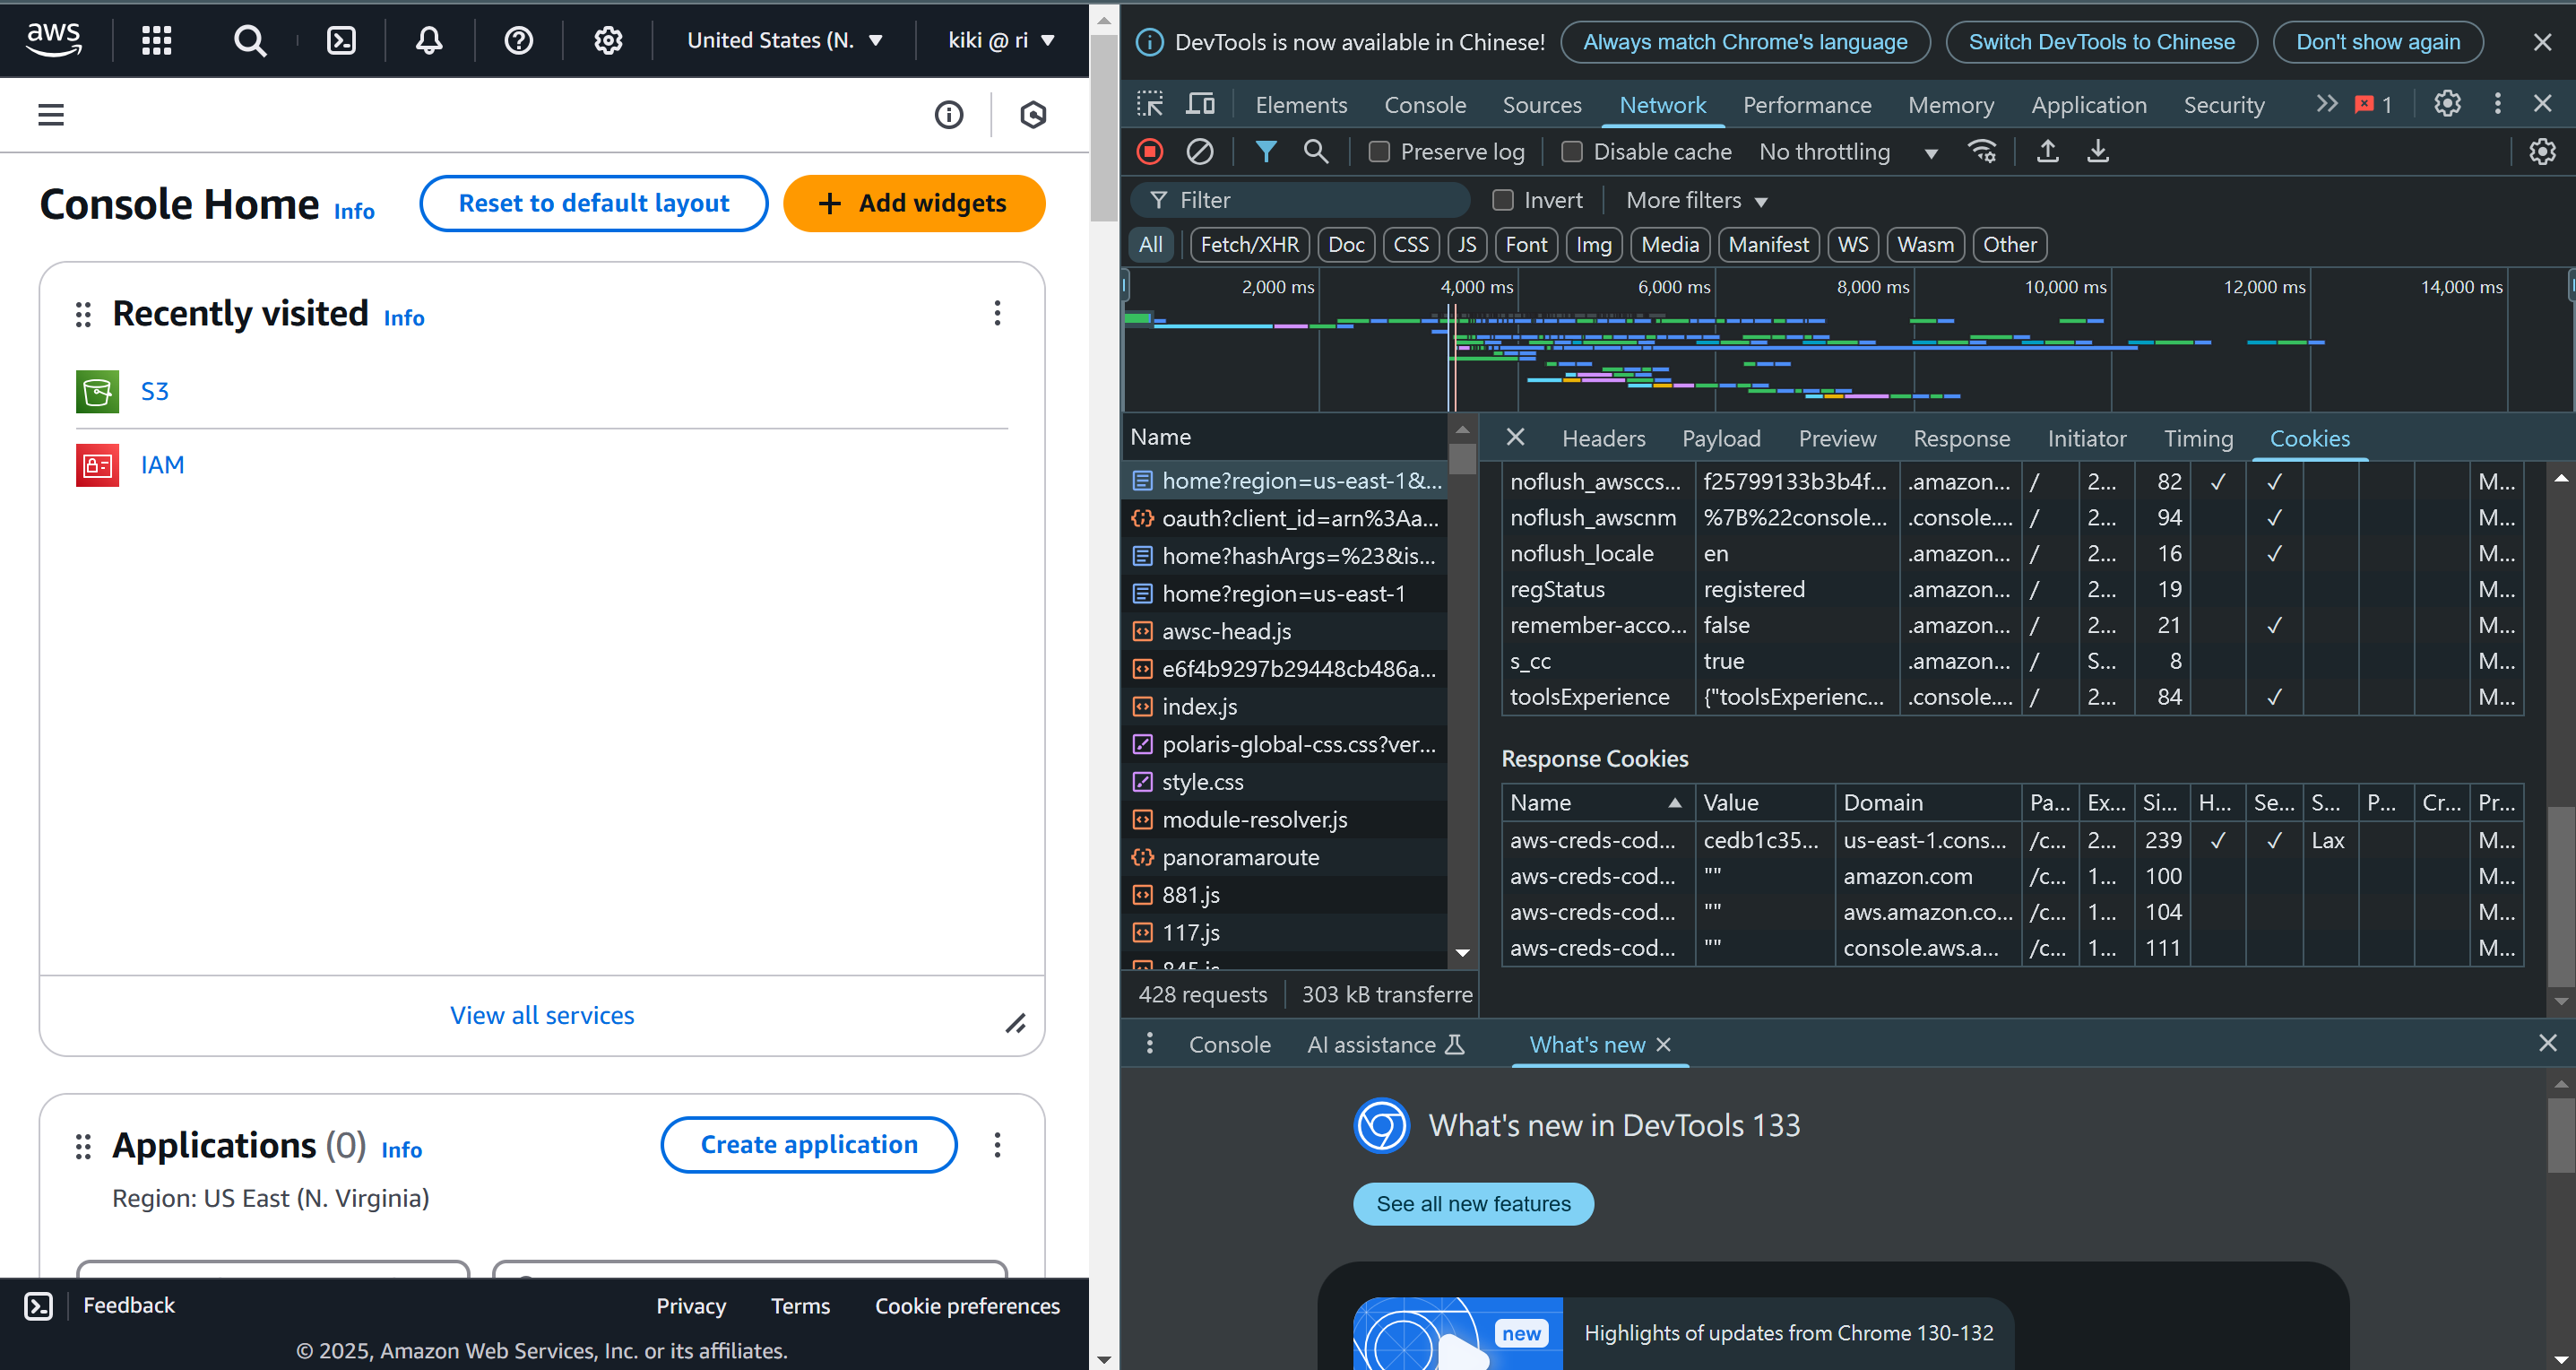 aws
United States (N.
kiki @ ri
Console Home Info
Reset to default layout
+ Add widgets
Recently visited Info
S3
IAM
View all services
Applications (0) Info
Create application
Region: US East (N. Virginia)
Feedback
Privacy
Terms
Cookie preferences
© 2025, Amazon Web Services, Inc. or its affiliates.
DevTools is now available in Chinese!
Always match Chrome's language
Switch DevTools to Chinese
Don't show again
Elements Console Sources Network Performance Memory Application Security 1
Preserve log Disable cache No throttling
Filter Invert More filters
All Fetch/XHR Doc CSS JS Font Img Media Manifest WS Wasm Other
2,000 ms 4,000 ms 6,000 ms 8,000 ms 10,000 ms 12,000 ms 14,000 ms
Name
home?region=us-east-1&...
oauth?client_id=arn%3Aa...
home?hashArgs=%23&is...
home?region=us-east-1
awsc-head.js
e6f4b9297b29448cb486a...
index.js
polaris-global-css.css?ver...
style.css
module-resolver.js
panoramaroute
881.js
117.js
845.js
428 requests 303 kB transferre
Headers Payload Preview Response Initiator Timing Cookies
noflush_awsccs... f25799133b3b4f... .amazon... / 2... 82 ✓ ✓ M...
noflush_awscnm %7B%22console... .console.... / 2... 94 ✓ M...
noflush_locale en .amazon... / 2... 16 ✓ M...
regStatus registered .amazon... / 2... 19 M...
remember-acco... false .amazon... / 2... 21 ✓ M...
s_cc true .amazon... / S... 8 M...
toolsExperience {"toolsExperienc... .console.... / 2... 84 ✓ M...
Response Cookies
Name Value Domain Pa... Ex... Si... H... Se... S... P... Cr... Pr...
aws-creds-cod... cedb1c35... us-east-1.cons... /c... 2... 239 ✓ ✓ Lax M...
aws-creds-cod... "" amazon.com /c... 1... 100 M...
aws-creds-cod... "" aws.amazon.co... /c... 1... 104 M...
aws-creds-cod... "" console.aws.a... /c... 1... 111 M...
Console AI assistance What's new
What's new in DevTools 133
See all new features
new
Highlights of updates from Chrome 130-132